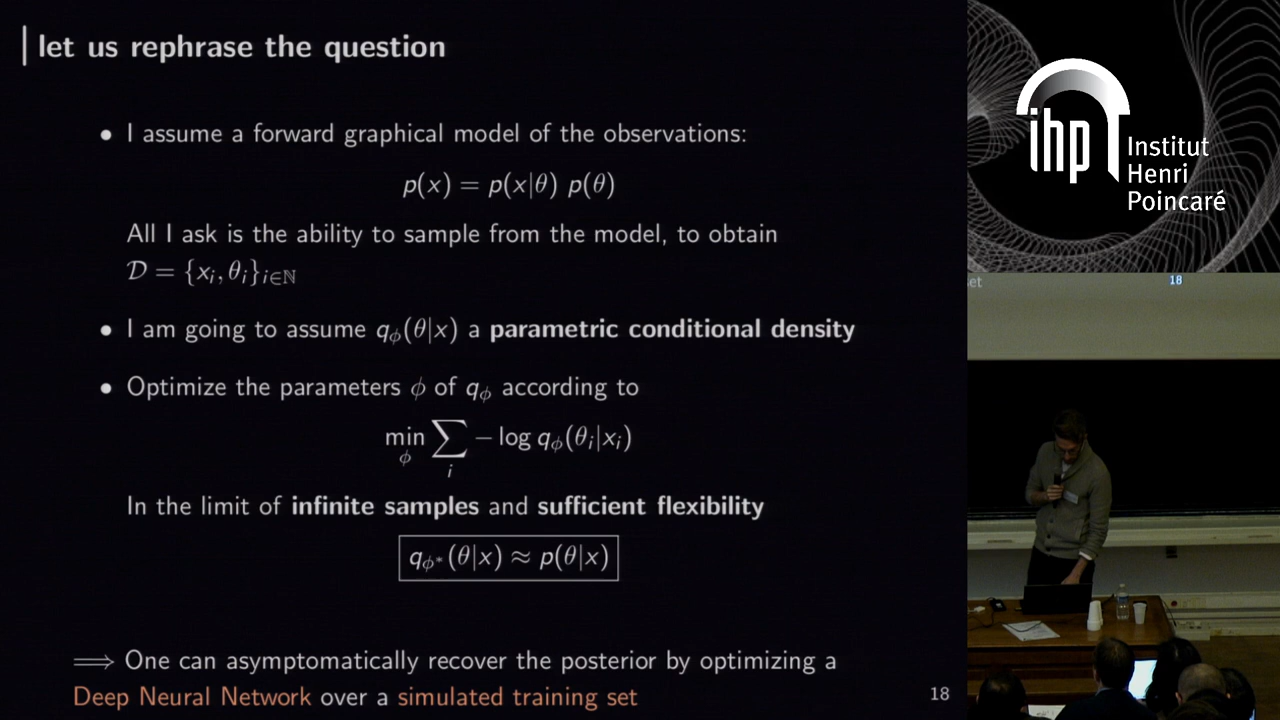 let us rephrase the question
• I assume a forward graphical model of the observations:
p(x) = p(x|θ) p(θ)
All I ask is the ability to sample from the model, to obtain
𝒟 = {xᵢ, θᵢ}ᵢ∈ℕ
• I am going to assume q_ϕ(θ|x) a parametric conditional density
• Optimize the parameters ϕ of q_ϕ according to
min_ϕ ∑_i − log q_ϕ(θᵢ|xᵢ)
In the limit of infinite samples and sufficient flexibility
q_ϕ*(θ|x) ≈ p(θ|x)
⟹ One can asymptomatically recover the posterior by optimizing a
Deep Neural Network over a simulated training set
18
ihp Institut
Henri
Poincaré
et
18